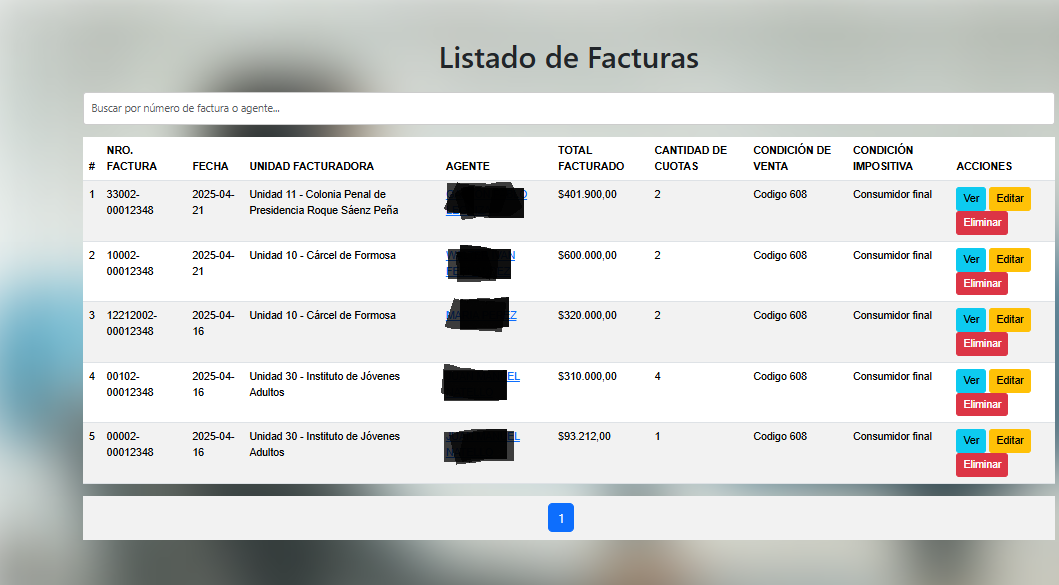 Listado de Facturas
Buscar por número de factura o agente...
# NRO. FACTURA FECHA UNIDAD FACTURADORA AGENTE TOTAL FACTURADO CANTIDAD DE CUOTAS CONDICIÓN DE VENTA CONDICIÓN IMPOSITIVA ACCIONES
1 33002- 2025-04- Unidad 11 - Colonia Penal de $401.900,00 2 Codigo 608 Consumidor final Ver Editar
00012348 21 Presidencia Roque Sáenz Peña
Eliminar
2 10002- 2025-04- Unidad 10 - Cárcel de Formosa $600.000,00 2 Codigo 608 Consumidor final Ver Editar
00012348 21
Eliminar
3 12212002- 2025-04- Unidad 10 - Cárcel de Formosa $320.000,00 2 Codigo 608 Consumidor final Ver Editar
00012348 16
Eliminar
4 00102- 2025-04- Unidad 30 - Instituto de Jóvenes $310.000,00 4 Codigo 608 Consumidor final Ver Editar
00012348 16 Adultos
Eliminar
5 00002- 2025-04- Unidad 30 - Instituto de Jóvenes $93.212,00 1 Codigo 608 Consumidor final Ver Editar
00012348 16 Adultos
Eliminar
1